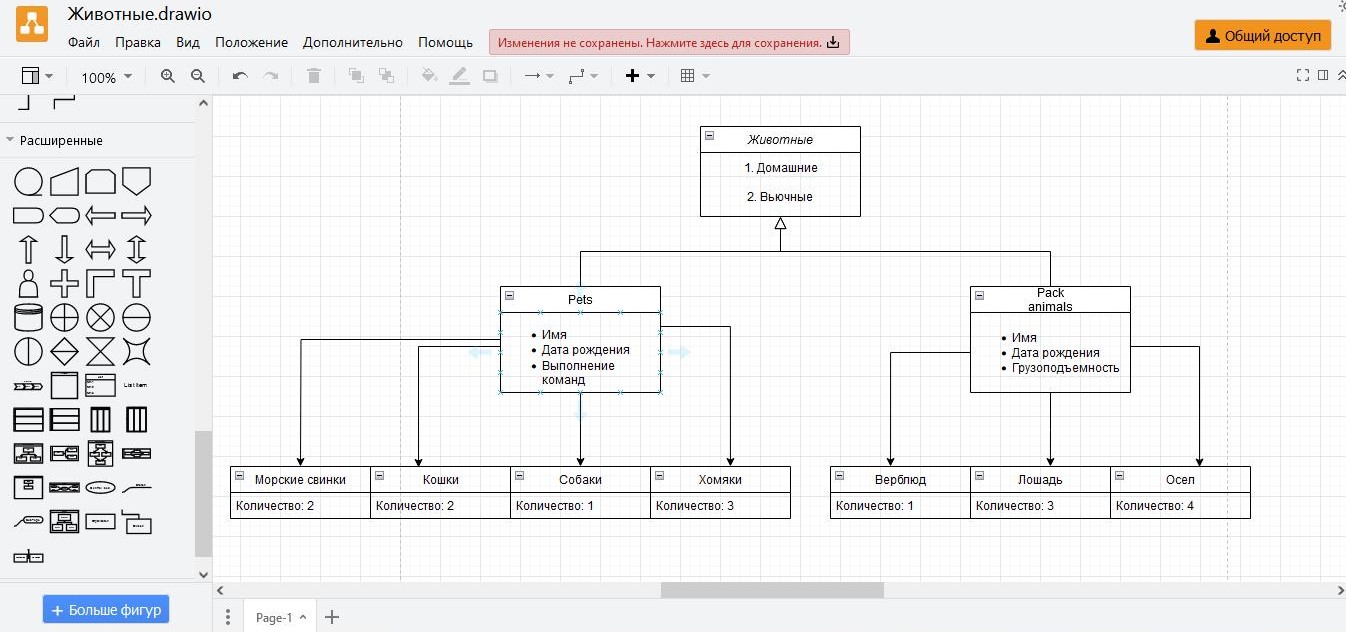 Животные.drawio
Файл Правка Вид Положение Дополнительно Помощь
Изменения не сохранены. Нажмите здесь для сохранения.
Общий доступ
100%
Расширенные
List Item
Больше фигур
Животные
1. Домашние
2. Вьючные
Pets
• Имя
• Дата рождения
• Выполнение
команд
Pack
animals
• Имя
• Дата рождения
• Грузоподъемность
Морские свинки Кошки Собаки Хомяки
Количество: 2 Количество: 2 Количество: 1 Количество: 3
Верблюд Лошадь Осел
Количество: 1 Количество: 3 Количество: 4
Page-1